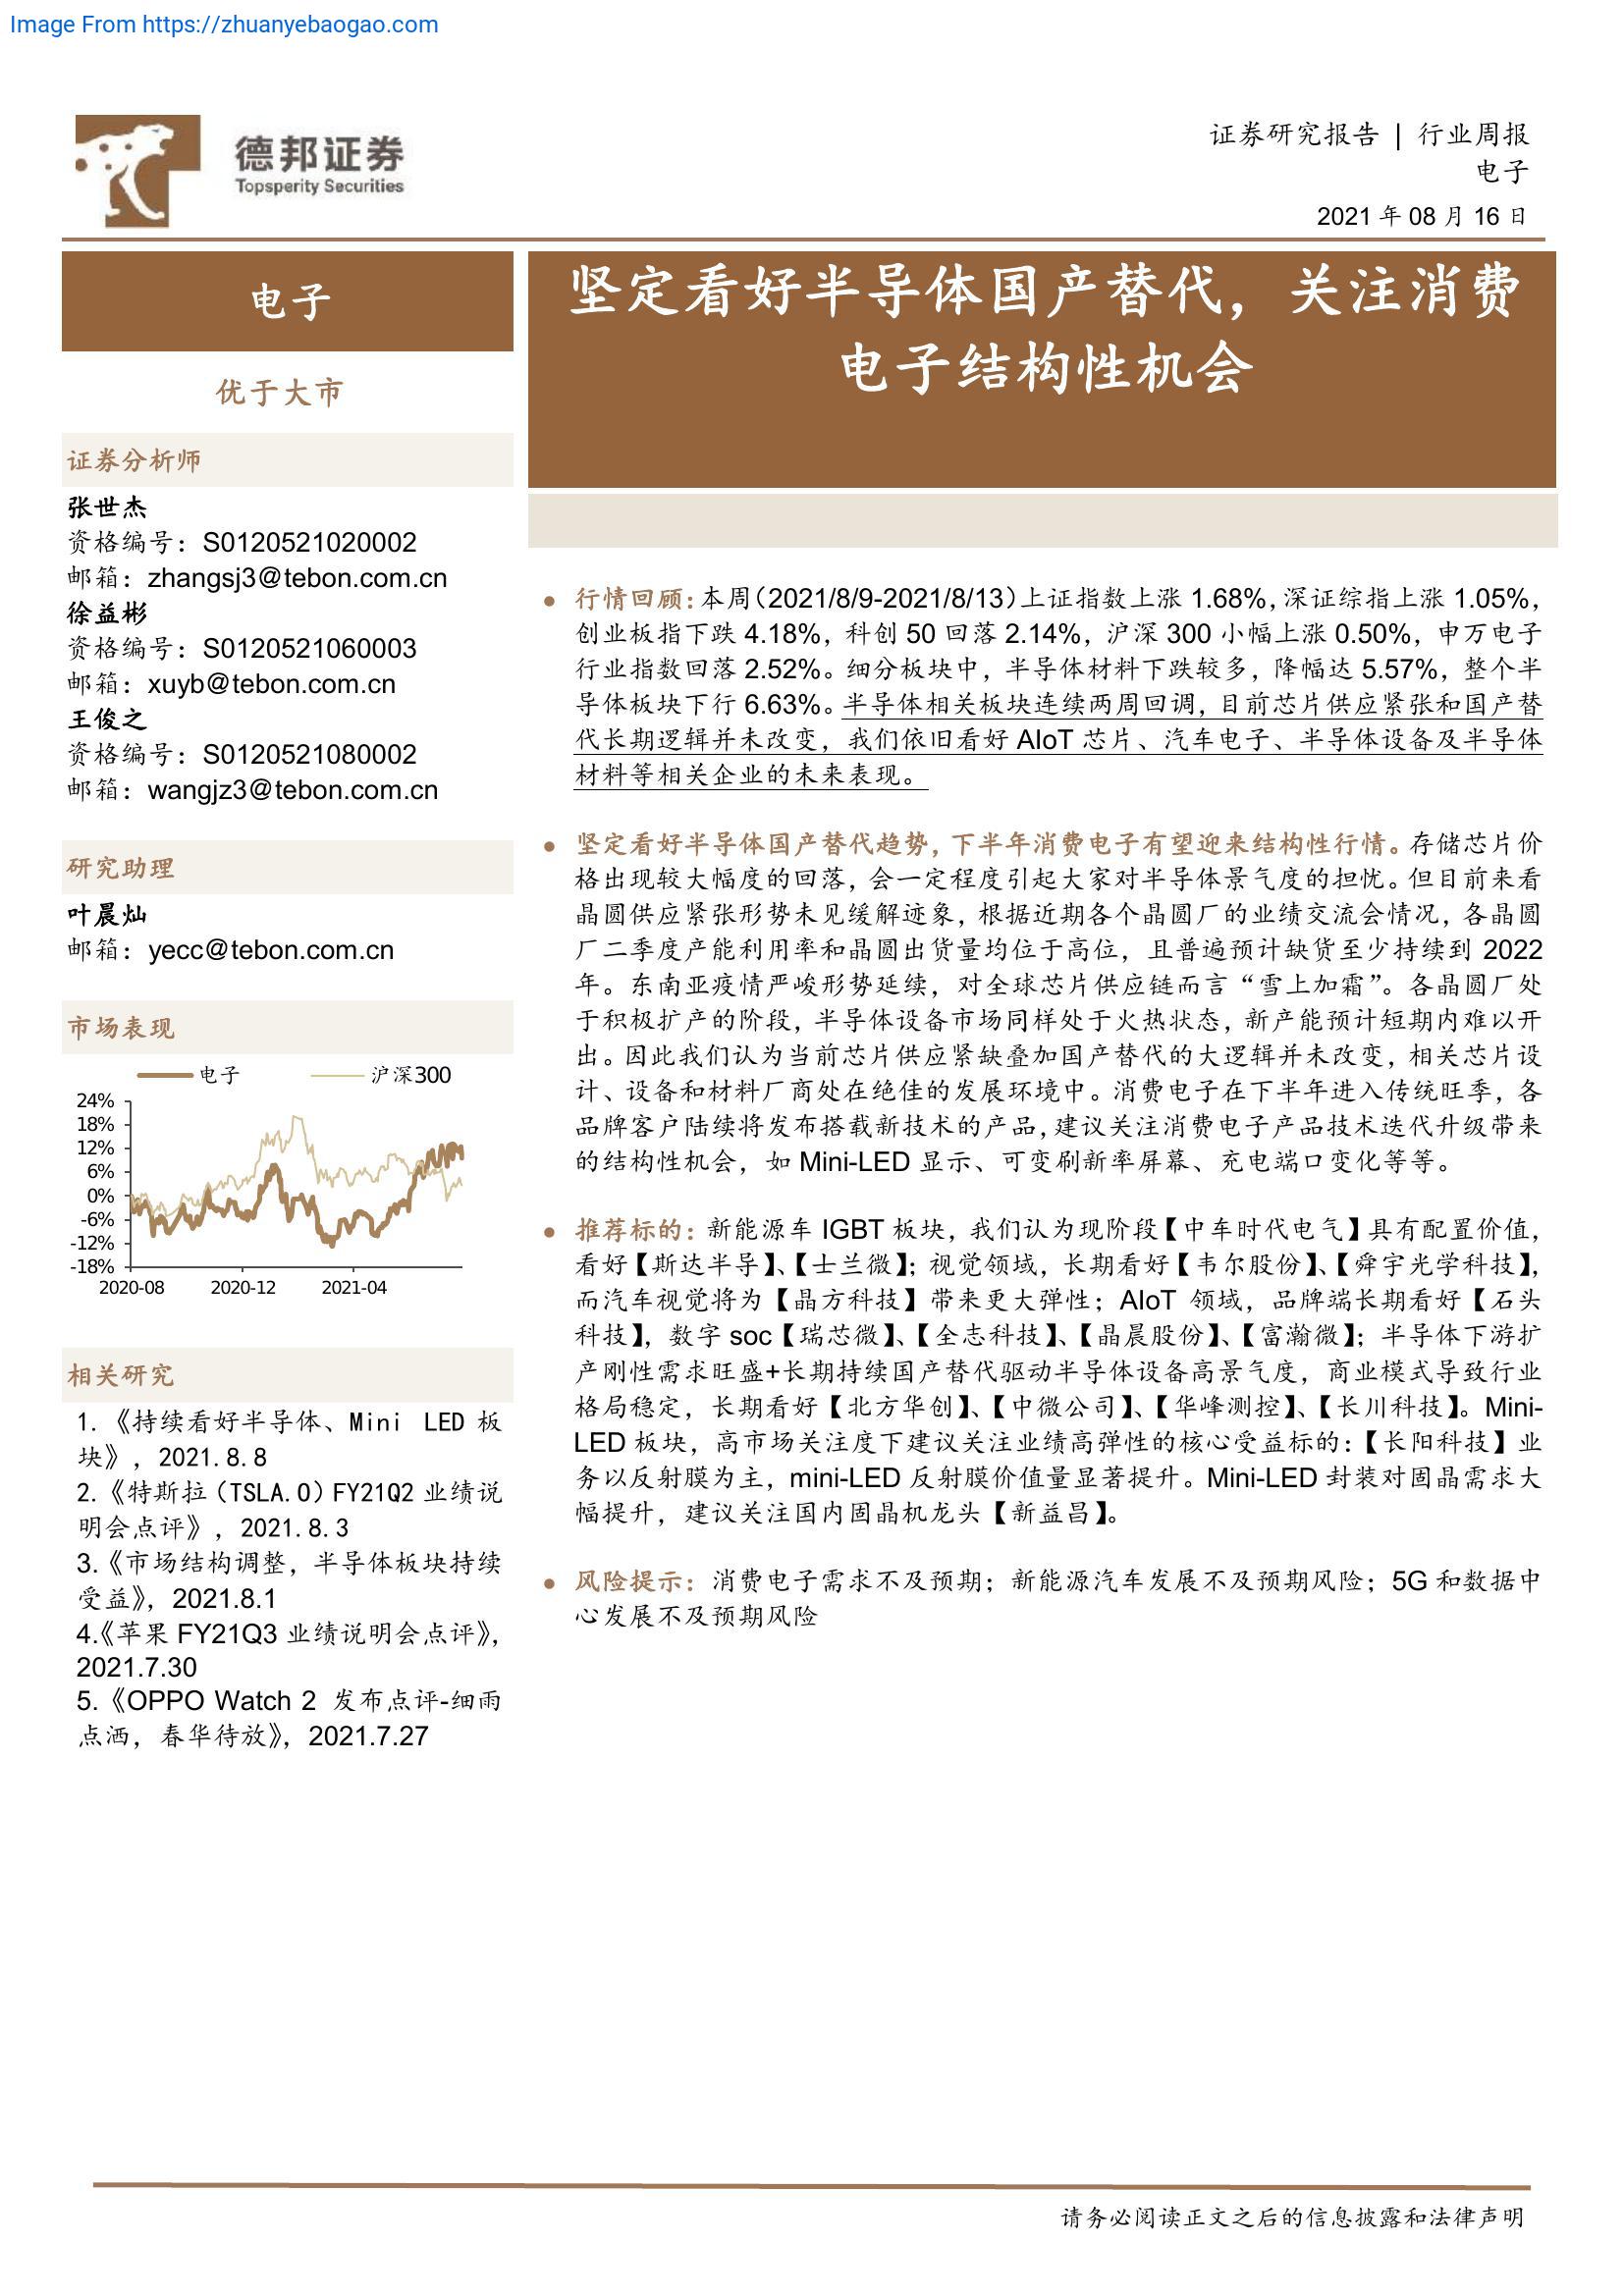 Image From https://zhuanyebaogao.com
德邦证券
Topsperity Securities
证券研究报告 | 行业周报
电子
2021 年 08 月 16 日
电子
优于大市
证券分析师
张世杰
资格编号：S0120521020002
邮箱：zhangsj3@tebon.com.cn
徐益彬
资格编号：S0120521060003
邮箱：xuyb@tebon.com.cn
王俊之
资格编号：S0120521080002
邮箱：wangjz3@tebon.com.cn
研究助理
叶晨灿
邮箱：yecc@tebon.com.cn
市场表现
电子 沪深300
24%
18%
12%
6%
0%
-6%
-12%
-18%
2020-08 2020-12 2021-04
相关研究
1.《持续看好半导体、Mini LED 板
块》，2021.8.8
2.《特斯拉（TSLA.O）FY21Q2 业绩说
明会点评》，2021.8.3
3.《市场结构调整，半导体板块持续
受益》，2021.8.1
4.《苹果 FY21Q3 业绩说明会点评》，
2021.7.30
5.《OPPO Watch 2 发布点评-细雨
点洒，春华待放》，2021.7.27
坚定看好半导体国产替代，关注消费
电子结构性机会
● 行情回顾：本周（2021/8/9-2021/8/13）上证指数上涨 1.68%，深证综指上涨 1.05%，
创业板指下跌 4.18%，科创 50 回落 2.14%，沪深 300 小幅上涨 0.50%，申万电子
行业指数回落 2.52%。细分板块中，半导体材料下跌较多，降幅达 5.57%，整个半
导体板块下行 6.63%。半导体相关板块连续两周回调，目前芯片供应紧张和国产替
代长期逻辑并未改变，我们依旧看好 AIoT 芯片、汽车电子、半导体设备及半导体
材料等相关企业的未来表现。
● 坚定看好半导体国产替代趋势，下半年消费电子有望迎来结构性行情。存储芯片价
格出现较大幅度的回落，会一定程度引起大家对半导体景气度的担忧。但目前来看
晶圆供应紧张形势未见缓解迹象，根据近期各个晶圆厂的业绩交流会情况，各晶圆
厂二季度产能利用率和晶圆出货量均位于高位，且普遍预计缺货至少持续到 2022
年。东南亚疫情严峻形势延续，对全球芯片供应链而言“雪上加霜”。各晶圆厂处
于积极扩产的阶段，半导体设备市场同样处于火热状态，新产能预计短期内难以开
出。因此我们认为当前芯片供应紧缺叠加国产替代的大逻辑并未改变，相关芯片设
计、设备和材料厂商处在绝佳的发展环境中。消费电子在下半年进入传统旺季，各
品牌客户陆续将发布搭载新技术的产品，建议关注消费电子产品技术迭代升级带来
的结构性机会，如 Mini-LED 显示、可变刷新率屏幕、充电端口变化等等。
● 推荐标的：新能源车 IGBT 板块，我们认为现阶段【中车时代电气】具有配置价值，
看好【斯达半导】、【士兰微】；视觉领域，长期看好【韦尔股份】、【舜宇光学科技】，
而汽车视觉将为【晶方科技】带来更大弹性；AIoT 领域，品牌端长期看好【石头
科技】，数字 soc【瑞芯微】、【全志科技】、【晶晨股份】、【富瀚微】；半导体下游扩
产刚性需求旺盛+长期持续国产替代驱动半导体设备高景气度，商业模式导致行业
格局稳定，长期看好【北方华创】、【中微公司】、【华峰测控】、【长川科技】。Mini-
LED 板块，高市场关注度下建议关注业绩高弹性的核心受益标的：【长阳科技】业
务以反射膜为主，mini-LED 反射膜价值量显著提升。Mini-LED 封装对固晶需求大
幅提升，建议关注国内固晶机龙头【新益昌】。
● 风险提示：消费电子需求不及预期；新能源汽车发展不及预期风险；5G 和数据中
心发展不及预期风险
请务必阅读正文之后的信息披露和法律声明